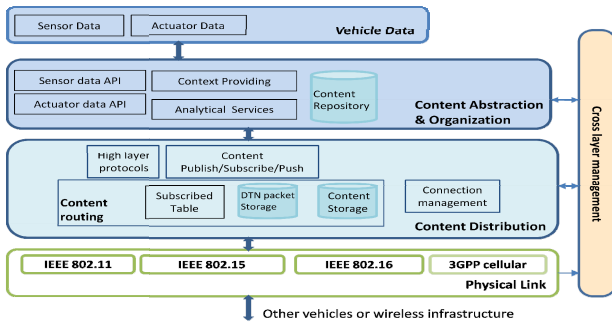 Sensor Data
Actuator Data
Vehicle Data
Sensor data API
Context Providing
Content
Repository
Actuator data API
Analytical Services
Content Abstraction
& Organization
Cross layer management
High layer
protocols
Content
Publish/Subscribe/Push
Content
routing
Subscribed
Table
DTN packet
Storage
Content
Storage
Connection
management
Content Distribution
IEEE 802.11
IEEE 802.15
IEEE 802.16
3GPP cellular
Physical Link
Other vehicles or wireless infrastructure